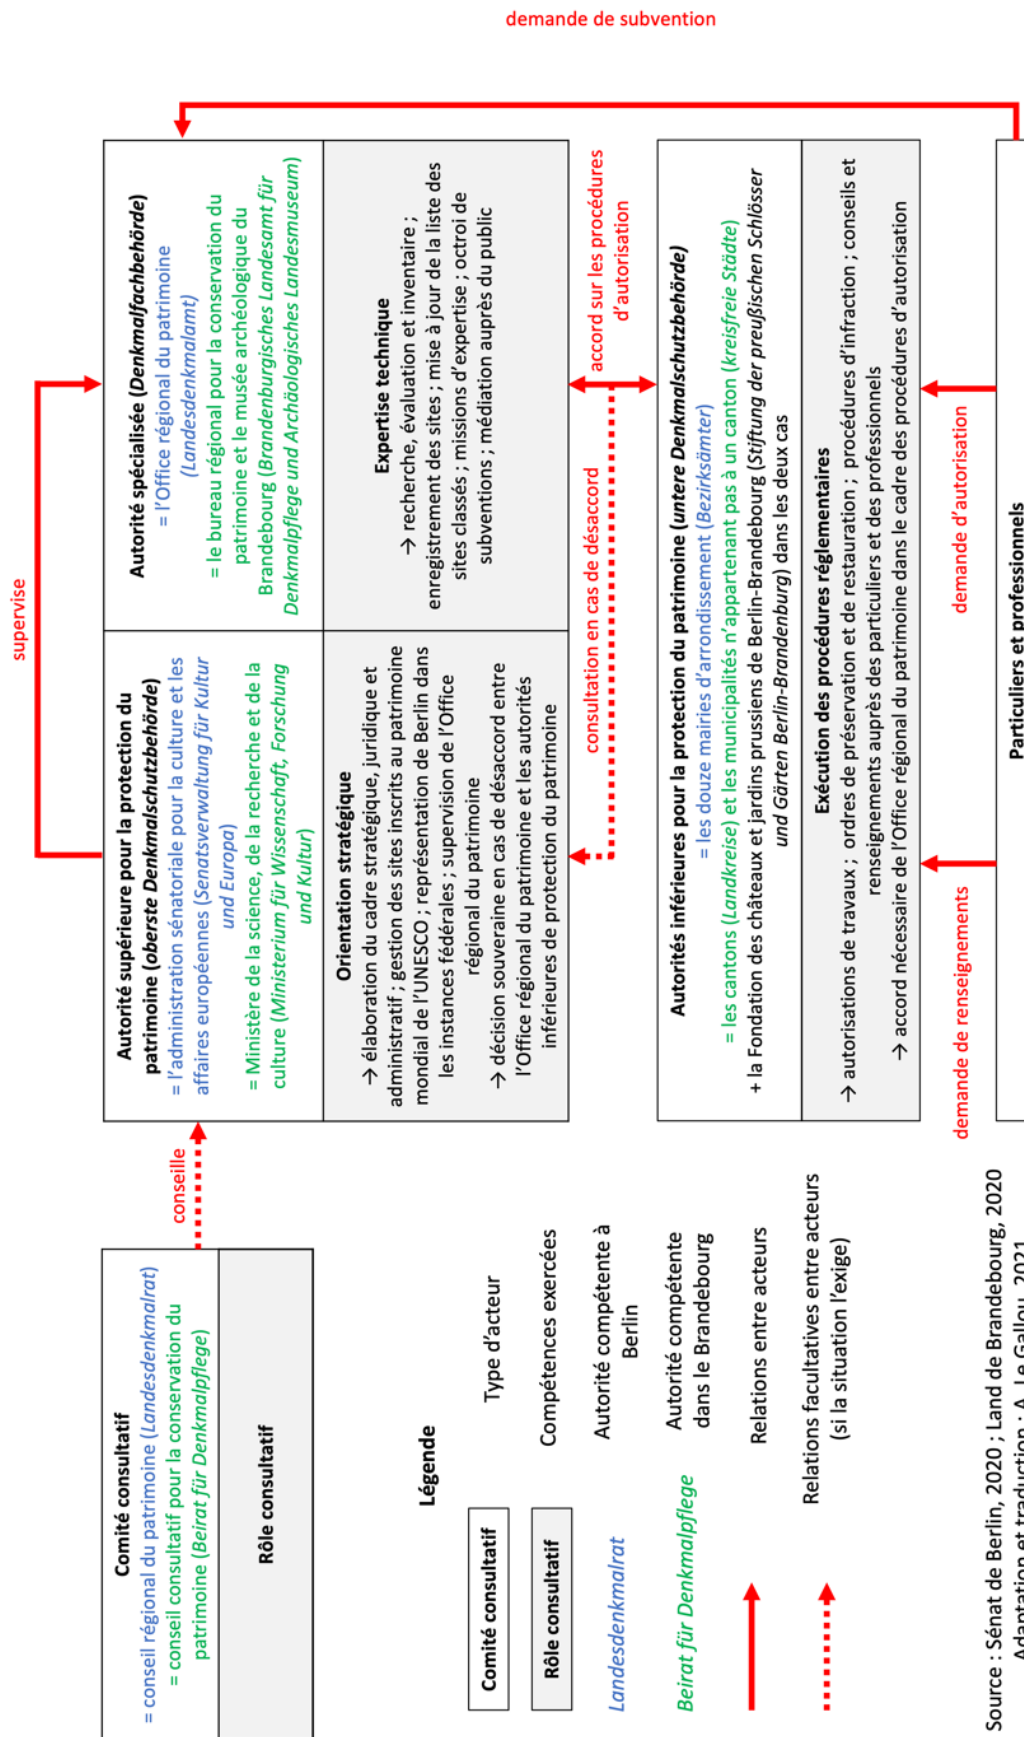 demande de subvention
supervise
Comité consultatif
= conseil régional du patrimoine (Landesdenkmalrat)
= conseil consultatif pour la conservation du
patrimoine (Beirat für Denkmalpflege)
Rôle consultatif
conseille
Autorité supérieure pour la protection du
patrimoine (oberste Denkmalschutzbehörde)
= l'administration sénatoriale pour la culture et les
affaires européennes (Senatsverwaltung für Kultur
und Europa)
= Ministère de la science, de la recherche et de la
culture (Ministerium für Wissenschaft, Forschung
und Kultur)
Orientation stratégique
→ élaboration du cadre stratégique, juridique et
administratif ; gestion des sites inscrits au patrimoine
mondial de l'UNESCO ; représentation de Berlin dans
les instances fédérales ; supervision de l'Office
régional du patrimoine
→ décision souveraine en cas de désaccord entre
l'Office régional du patrimoine et les autorités
inférieures de protection du patrimoine
Autorité spécialisée (Denkmalfachbehörde)
= l'Office régional du patrimoine
(Landesdenkmalamt)
= le bureau régional pour la conservation du
patrimoine et le musée archéologique du
Brandebourg (Brandenburgisches Landesamt für
Denkmalpflege und Archäologisches Landesmuseum)
Expertise technique
→ recherche, évaluation et inventaire ;
enregistrement des sites ; mise à jour de la liste des
sites classés ; missions d'expertise ; octroi de
subventions ; médiation auprès du public
consultation en cas de désaccord
accord sur les procédures
d'autorisation
Autorités inférieures pour la protection du patrimoine (untere Denkmalschutzbehörde)
= les douze mairies d'arrondissement (Bezirksämter)
= les cantons (Landkreise) et les municipalités n'appartenant pas à un canton (kreisfreie Städte)
+ la Fondation des châteaux et jardins prussiens de Berlin-Brandebourg (Stiftung der preußischen Schlösser
und Gärten Berlin-Brandenburg) dans les deux cas
Exécution des procédures réglementaires
→ autorisations de travaux ; ordres de préservation et de restauration ; procédures d'infraction ; conseils et
renseignements auprès des particuliers et des professionnels
→ accord nécessaire de l'Office régional du patrimoine dans le cadre des procédures d'autorisation
demande de renseignements
demande d'autorisation
Particuliers et professionnels
Légende
Comité consultatif
Type d'acteur
Rôle consultatif
Compétences exercées
Landesdenkmalrat
Autorité compétente à
Berlin
Beirat für Denkmalpflege
Autorité compétente
dans le Brandebourg
Relations entre acteurs
Relations facultatives entre acteurs
(si la situation l'exige)
Source : Sénat de Berlin, 2020 ; Land de Brandebourg, 2020
Adaptation et traduction : A. Le Gallou, 2021